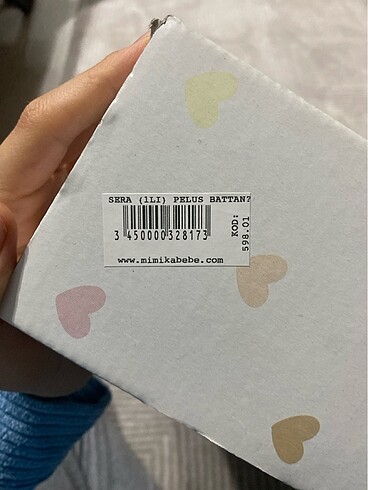 SERA (1LI) PELUS BATTAN?
3 450000 328173
KOD:
598.01
www.mimikabebe.com